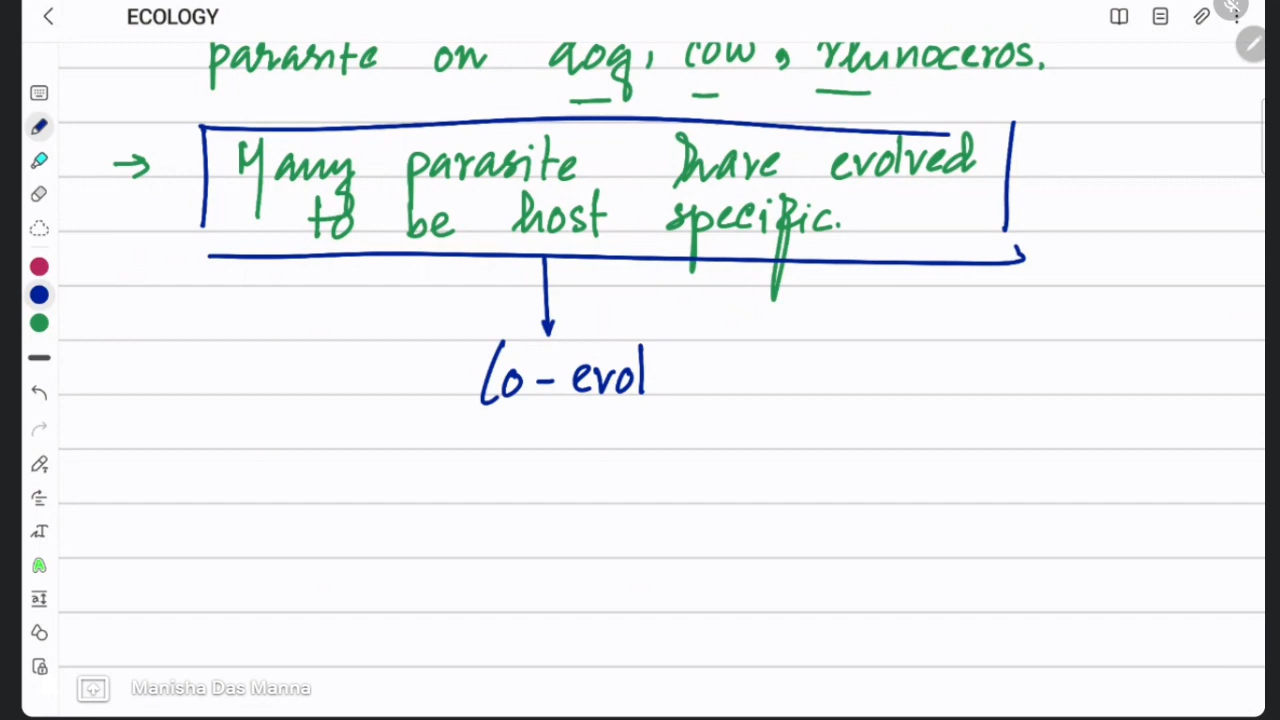 ECOLOGY
parasite on dog, cow, rhinoceros.
→ Many parasite have evolved
to be host specific.
Co-evol
Manisha Das Manna